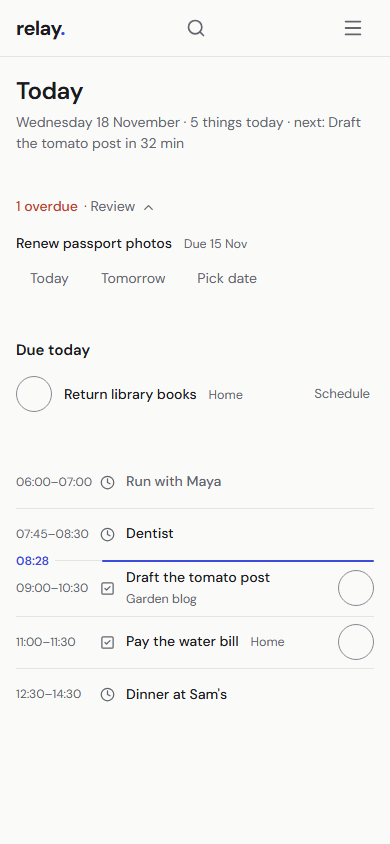 relay.
Today
Wednesday 18 November · 5 things today · next: Draft
the tomato post in 32 min
1 overdue · Review
Renew passport photos Due 15 Nov
Today Tomorrow Pick date
Due today
Return library books Home Schedule
06:00–07:00 Run with Maya
07:45–08:30 Dentist
08:28
Draft the tomato post
09:00–10:30
Garden blog
11:00–11:30 Pay the water bill Home
12:30–14:30 Dinner at Sam's